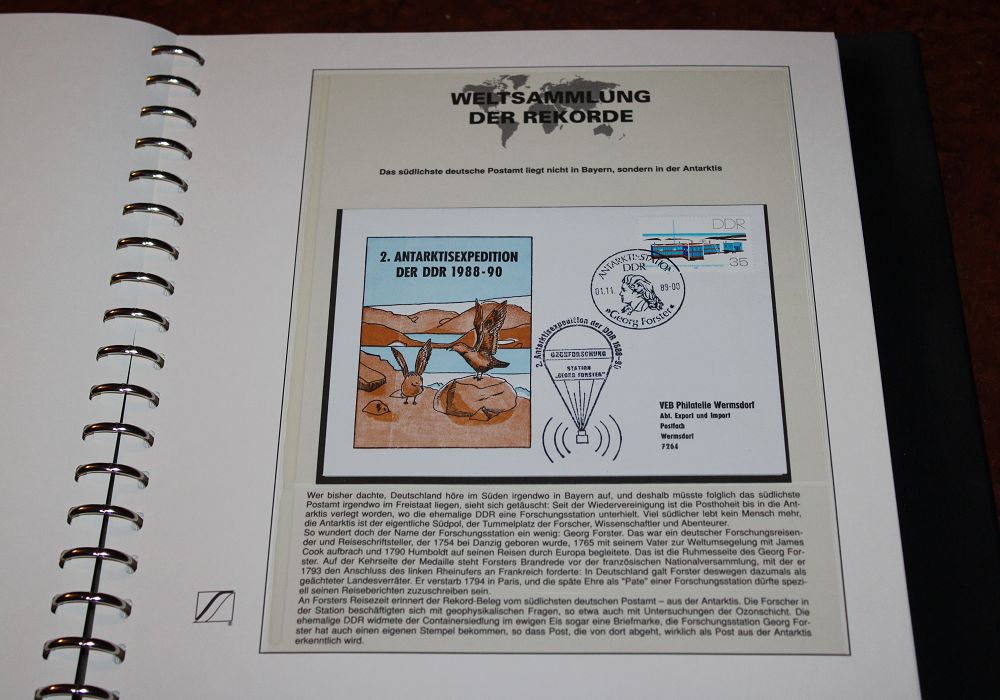 WELTSAMMLUNG
DER REKORDE
Das südlichste deutsche Postamt liegt nicht in Bayern, sondern in der Antarktis
2. ANTARKTISEXPEDITION
DER DDR 1988-90
DDR
35
ANTARKTIS-STATION
DDR
01.11. 89-00
»Georg Forster«
2. Antarktisexpedition der DDR 1988-90
OZONFORSCHUNG
STATION
„GEORG FORSTER"
VEB Philatelie Wermsdorf
Abt. Export und Import
Postfach
Wermsdorf
7264
Wer bisher dachte, Deutschland höre im Süden irgendwo in Bayern auf, und deshalb müsste folglich das südlichste
Postamt irgendwo im Freistaat liegen, sieht sich getäuscht: Seit der Wiedervereinigung ist die Posthoheit bis in die Ant-
arktis verlegt worden, wo die ehemalige DDR eine Forschungsstation unterhielt. Viel südlicher lebt kein Mensch mehr,
die Antarktis ist der eigentliche Südpol, der Tummelplatz der Forscher, Wissenschaftler und Abenteurer.
So wundert doch der Name der Forschungsstation ein wenig: Georg Forster. Das war ein deutscher Forschungsreisen-
der und Reiseschriftsteller, der 1754 bei Danzig geboren wurde, 1765 mit seinem Vater zur Weltumsegelung mit James
Cook aufbrach und 1790 Humboldt auf seinen Reisen durch Europa begleitete. Das ist die Ruhmesseite des Georg For-
ster. Auf der Kehrseite der Medaille steht Forsters Brandrede vor der französischen Nationalversammlung, mit der er
1793 den Anschluss des linken Rheinufers an Frankreich forderte: In Deutschland galt Forster deswegen dazumals als
geächteter Landesverräter. Er verstarb 1794 in Paris, und die späte Ehre als "Pate" einer Forschungsstation dürfte spezi-
ell seinen Reiseberichten zuzuschreiben sein.
An Forsters Reisezeit erinnert der Rekord-Beleg vom südlichsten deutschen Postamt – aus der Antarktis. Die Forscher in
der Station beschäftigten sich mit geophysikalischen Fragen, so etwa auch mit Untersuchungen der Ozonschicht. Die
ehemalige DDR widmete der Containersiedlung im ewigen Eis sogar eine Briefmarke, die Forschungsstation Georg For-
ster hat auch einen eigenen Stempel bekommen, so dass Post, die von dort abgeht, wirklich als Post aus der Antarktis
erkenntlich wird.